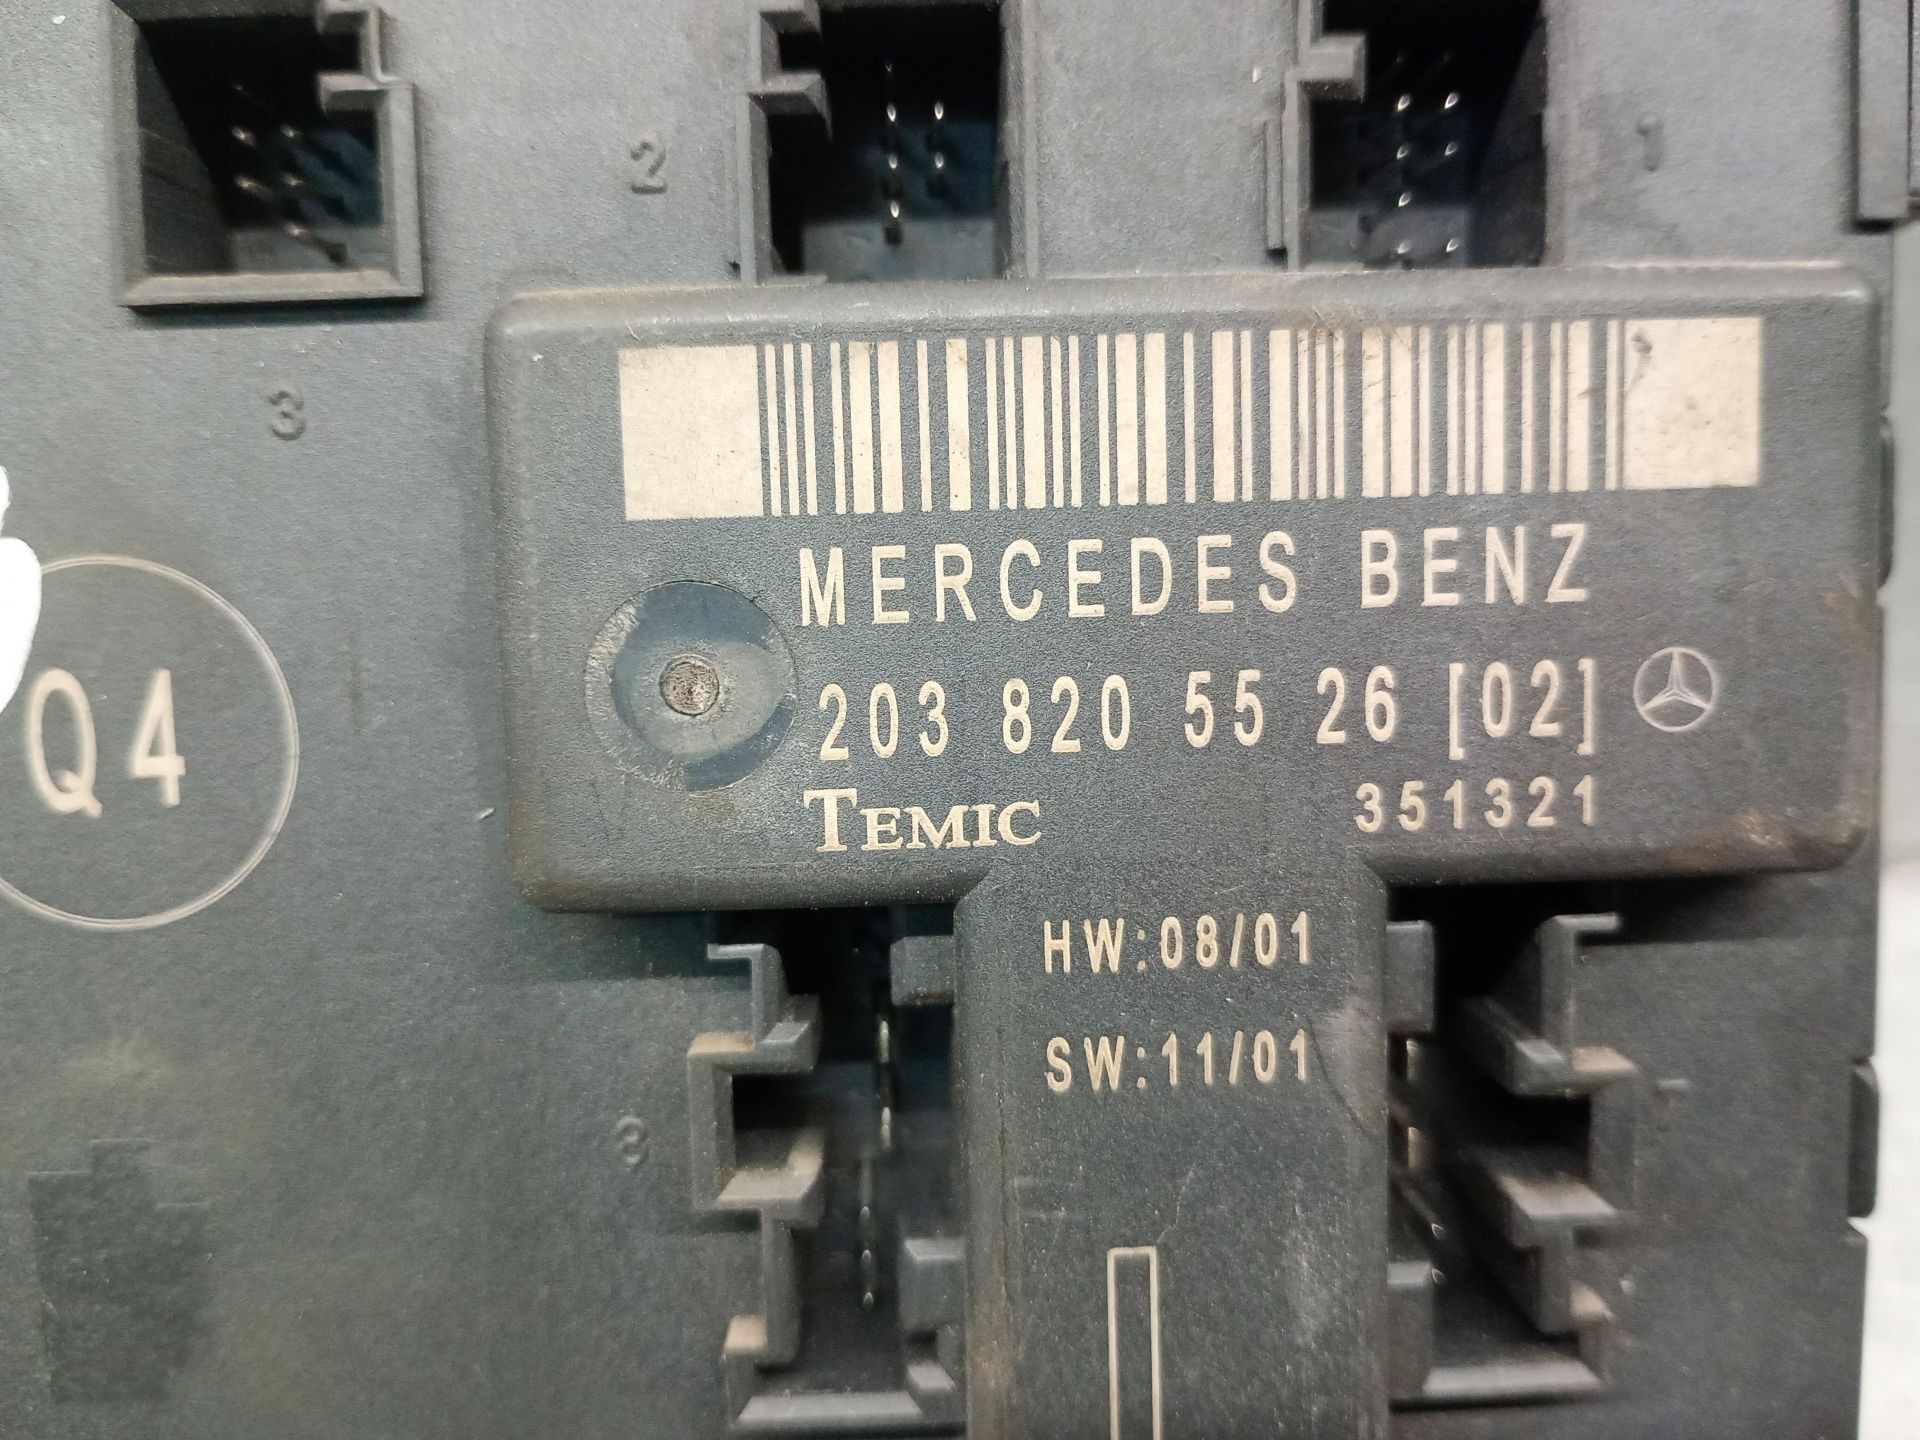 2
1
3
MERCEDES BENZ
203 820 55 26 [02]
Q4
TEMIC 351321
HW:08/01
SW:11/01
8